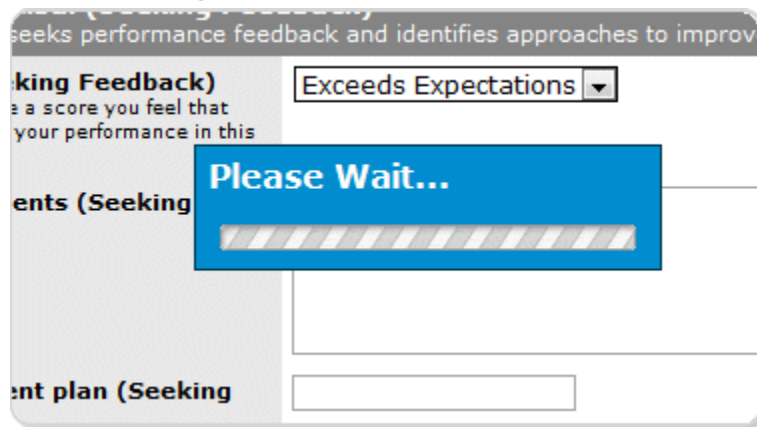 seeks performance feedback and identifies approaches to improv
king Feedback)
Exceeds Expectations
e a score you feel that
your performance in this
Please Wait...
ents (Seeking
ent plan (Seeking